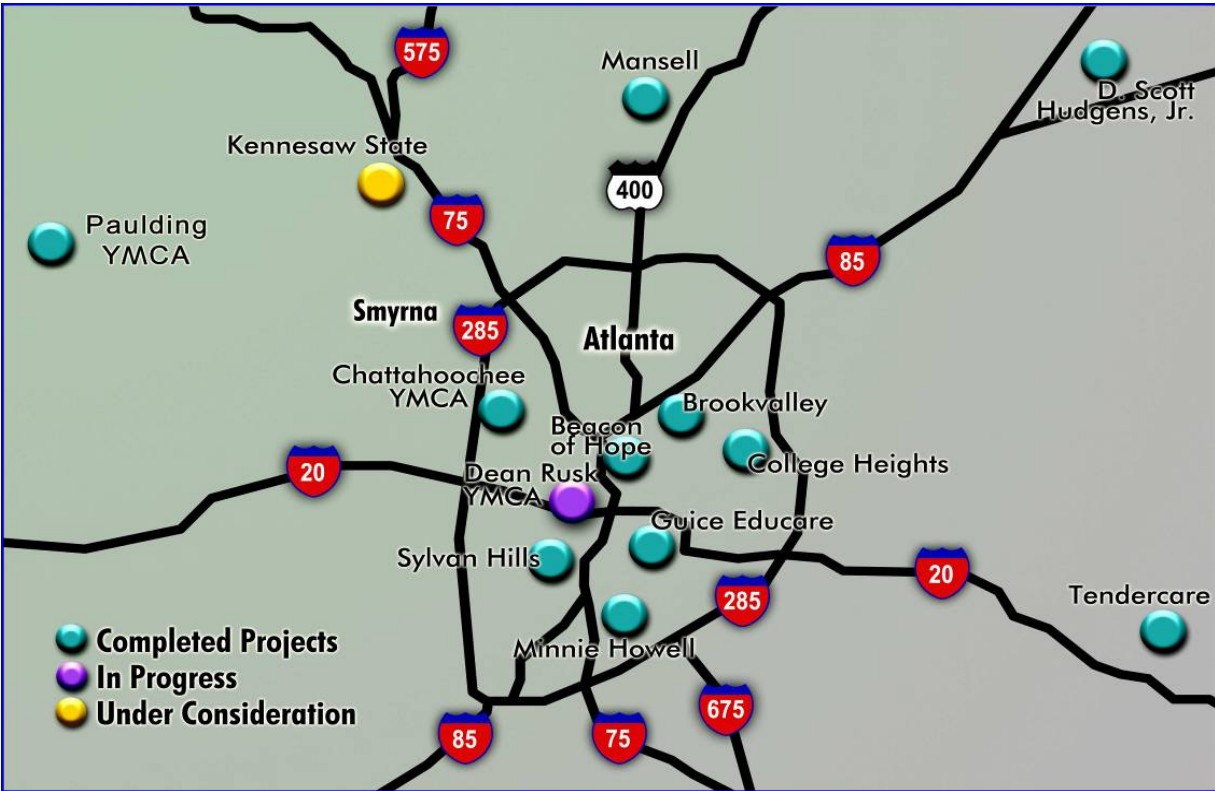 575
Mansell
D. Scott
Hudgens, Jr.
Kennesaw State
400
75
Paulding
YMCA
85
Smyrna
285
Atlanta
Chattahoochee
YMCA
Brookvalley
Beacon
of Hope
College Heights
20
Dean Rusk
YMCA
Guice Educare
Sylvan Hills
20
285
Tendercare
Minnie Howell
Completed Projects
In Progress
Under Consideration
675
85
75